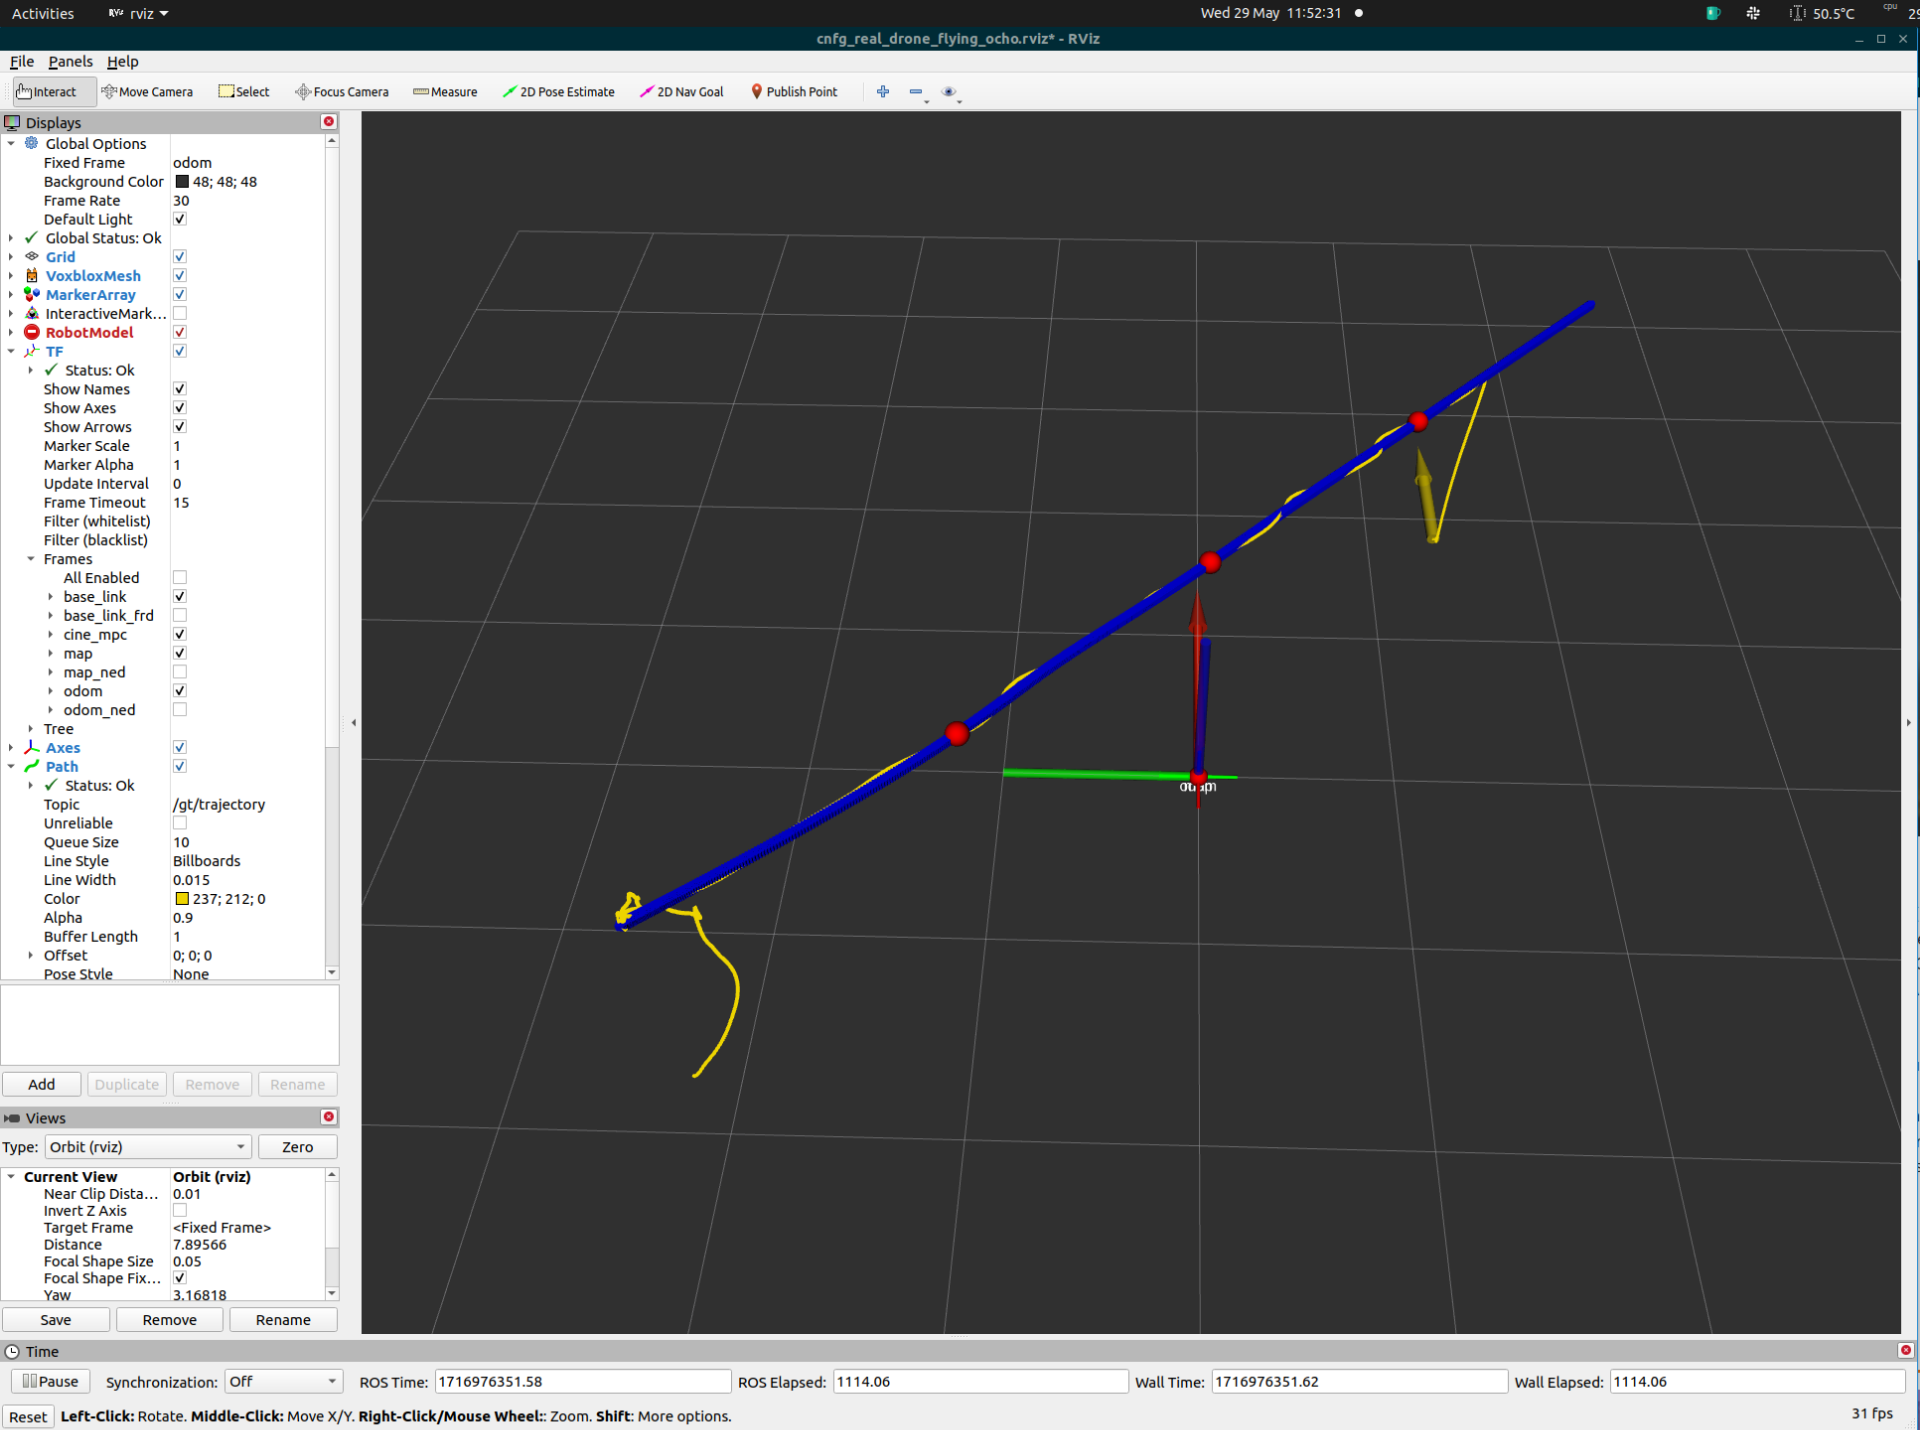 Activities rviz Wed 29 May 11:52:31 50.5°C cpu
cnfg_real_drone_flying_ocho.rviz* - RViz
File Panels Help
Interact Move Camera Select Focus Camera Measure 2D Pose Estimate 2D Nav Goal Publish Point
Displays
Global Options
Fixed Frame odom
Background Color 48; 48; 48
Frame Rate 30
Default Light
Global Status: Ok
Grid
VoxbloxMesh
MarkerArray
InteractiveMark...
RobotModel
TF
Status: Ok
Show Names
Show Axes
Show Arrows
Marker Scale 1
Marker Alpha 1
Update Interval 0
Frame Timeout 15
Filter (whitelist)
Filter (blacklist)
Frames
All Enabled
base_link
base_link_frd
cine_mpc
map
map_ned
odom
odom_ned
Tree
Axes
Path
Status: Ok
Topic /gt/trajectory
Unreliable
Queue Size 10
Line Style Billboards
Line Width 0.015
Color 237; 212; 0
Alpha 0.9
Buffer Length 1
Offset 0; 0; 0
Pose Style None
Add Duplicate Remove Rename
Views
Type: Orbit (rviz) Zero
Current View Orbit (rviz)
Near Clip Dista... 0.01
Invert Z Axis
Target Frame <Fixed Frame>
Distance 7.89566
Focal Shape Size 0.05
Focal Shape Fix...
Yaw 3.16818
Save Remove Rename
Time
Pause Synchronization: Off ROS Time: 1716976351.58 ROS Elapsed: 1114.06 Wall Time: 1716976351.62 Wall Elapsed: 1114.06
Reset Left-Click: Rotate. Middle-Click: Move X/Y. Right-Click/Mouse Wheel:: Zoom. Shift: More options. 31 fps